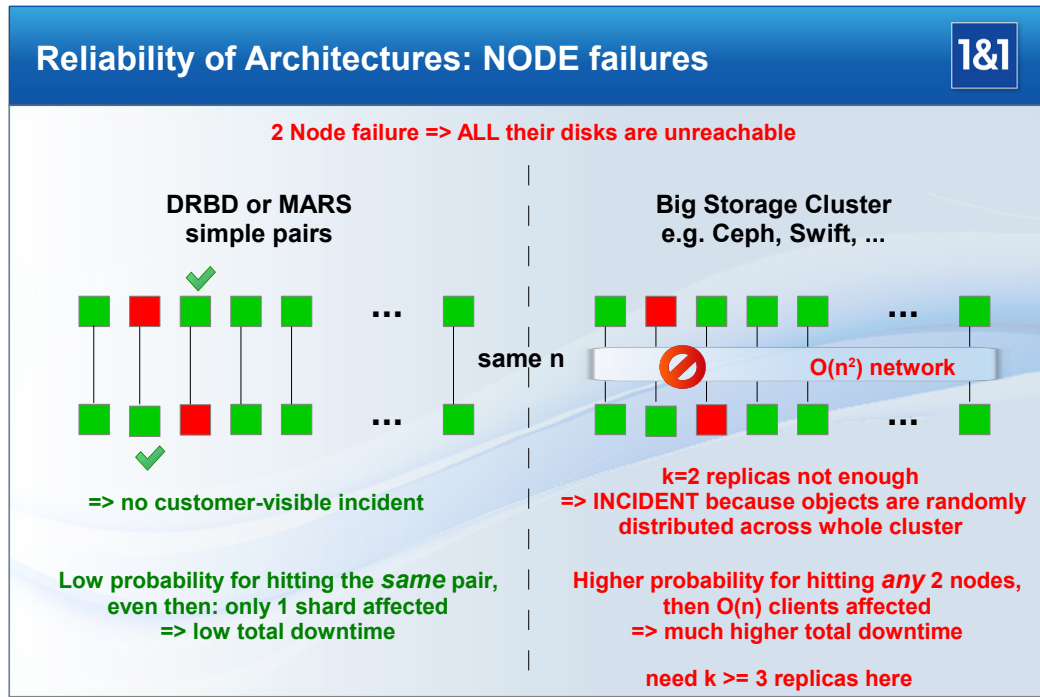 Reliability of Architectures: NODE failures
1&1
2 Node failure => ALL their disks are unreachable
DRBD or MARS
simple pairs
...
same n
...
=> no customer-visible incident
Low probability for hitting the same pair,
even then: only 1 shard affected
=> low total downtime
Big Storage Cluster
e.g. Ceph, Swift, ...
...
O(n²) network
...
k=2 replicas not enough
=> INCIDENT because objects are randomly
distributed across whole cluster
Higher probability for hitting any 2 nodes,
then O(n) clients affected
=> much higher total downtime
need k >= 3 replicas here